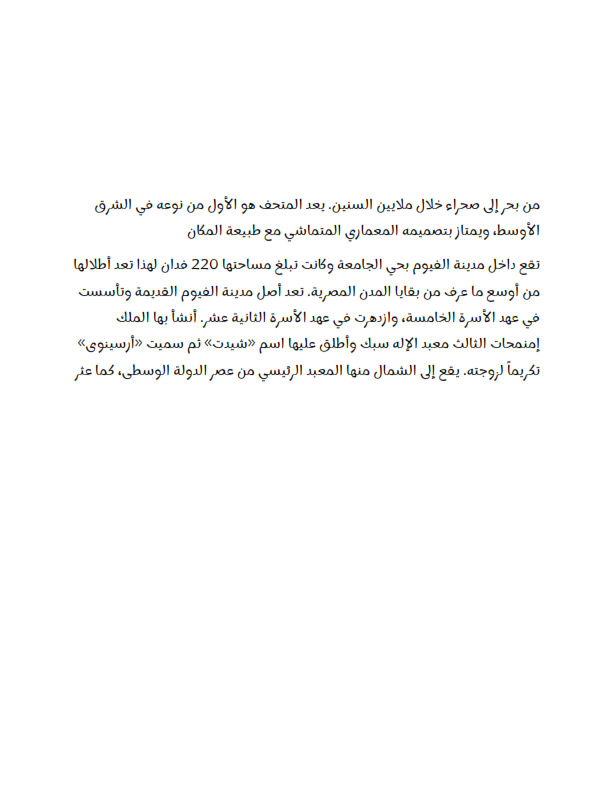 من بحر إلى صحراء خلال ملايين السنين. يعد المتحف هو الأول من نوعه في الشرق
الأوسط، ويمتاز بتصميمه المعماري المتماشي مع طبيعة المكان
تقع داخل مدينة الفيوم بحي الجامعة وكانت تبلغ مساحتها 220 فدان لهذا تعد أطلالها
من أوسع ما عرف من بقايا المدن المصرية. تعد أصل مدينة الفيوم القديمة وتأسست
في عهد الأسرة الخامسة، وازدهرت في عهد الأسرة الثانية عشر. أنشأ بها الملك
إمنمحات الثالث معبد الإله سبك وأطلق عليها اسم «شيدت» ثم سميت «أرسينوى»
تكريماً لزوجته. يقع إلى الشمال منها المعبد الرئيسي من عصر الدولة الوسطى، كما عثر